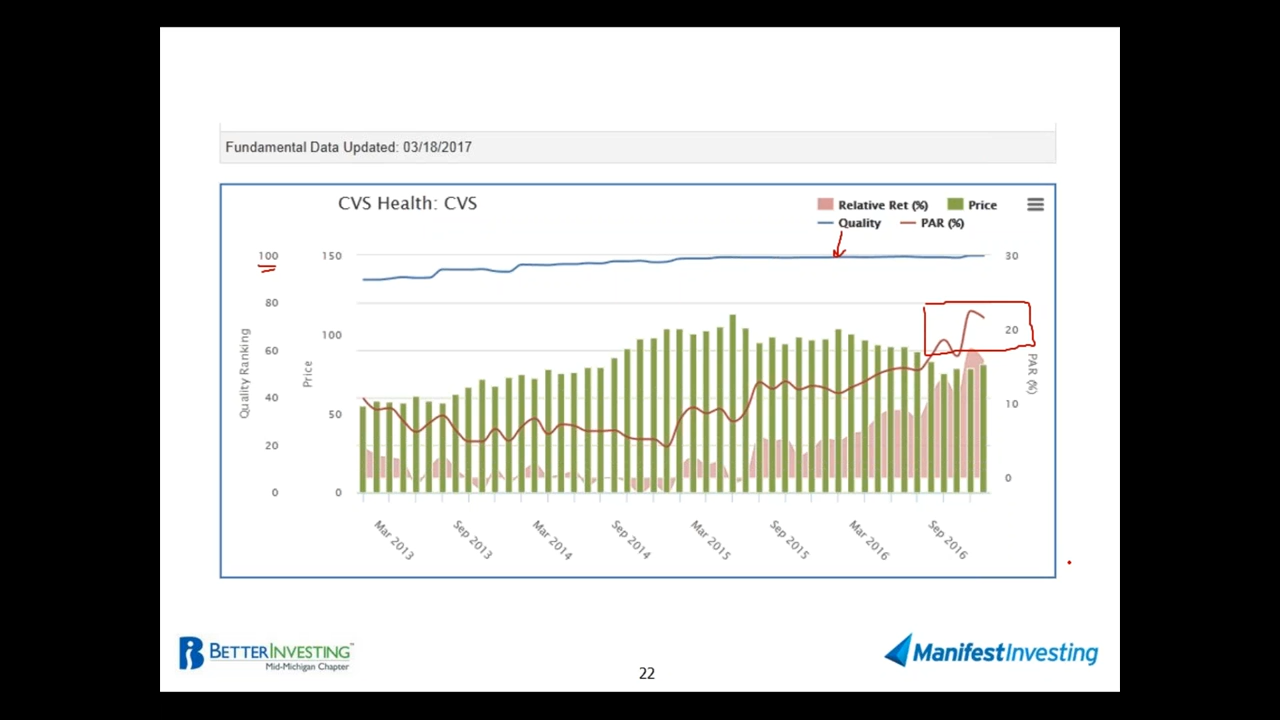 Fundamental Data Updated: 03/18/2017
CVS Health: CVS
Relative Ret (%) Price
Quality PAR (%)
100 150 30
80
100 20
60
40 10
50
20
0 0 0
Quality Ranking
Price
PAR (%)
Mar 2013 Sep 2013 Mar 2014 Sep 2014 Mar 2015 Sep 2015 Mar 2016 Sep 2016
BETTERINVESTING™
Mid-Michigan Chapter
ManifestInvesting
22